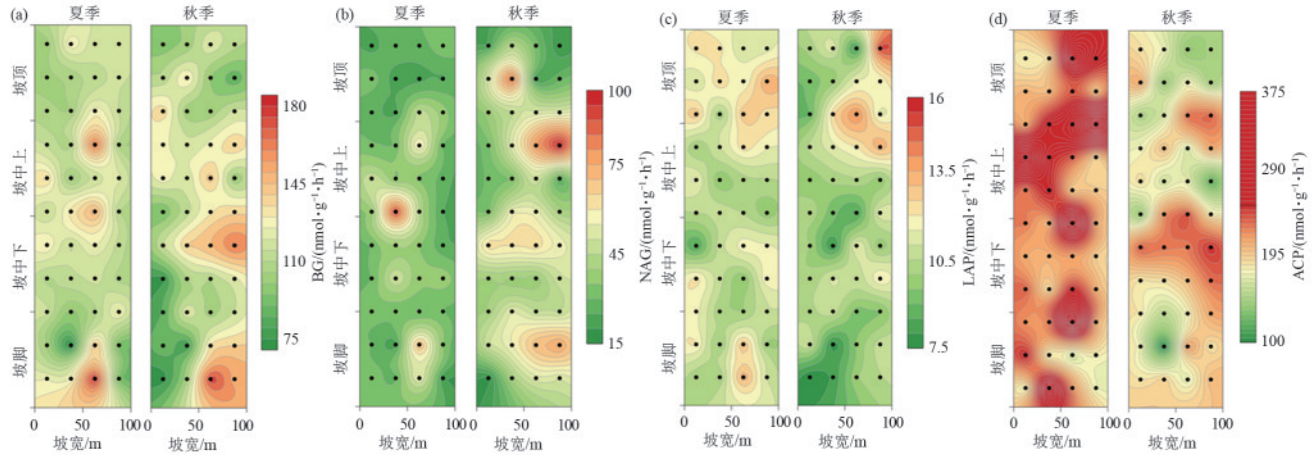 (a)
夏季
秋季
坡顶
坡中上
坡中下
坡脚
0
50
100
坡宽/m
0
50
100
坡宽/m
180
145
110
75
BG/(nmol·g⁻¹·h⁻¹)
(b)
夏季
秋季
坡顶
坡中上
坡中下
坡脚
0
50
100
坡宽/m
0
50
100
坡宽/m
100
75
45
15
NAG/(nmol·g⁻¹·h⁻¹)
(c)
夏季
秋季
坡顶
坡中上
坡中下
坡脚
0
50
100
坡宽/m
0
50
100
坡宽/m
16
13.5
10.5
7.5
LAP/(nmol·g⁻¹·h⁻¹)
(d)
夏季
秋季
坡顶
坡中上
坡中下
坡脚
0
50
100
坡宽/m
0
50
100
坡宽/m
375
290
195
100
ACP/(nmol·g⁻¹·h⁻¹)